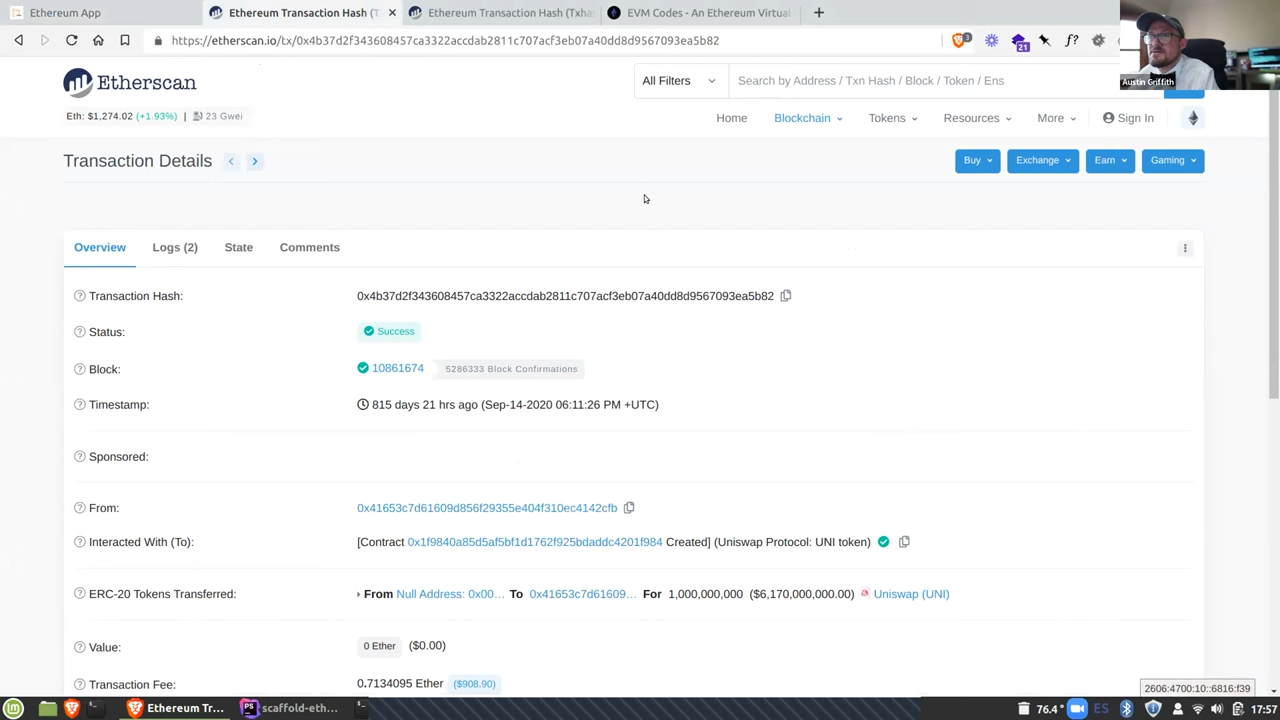 Ethereum App
Ethereum Transaction Hash (T
Ethereum Transaction Hash (Txha
EVM Codes - An Ethereum Virtual
https://etherscan.io/tx/0x4b37d2f343608457ca3322accdab2811c707acf3eb07a40dd8d9567093ea5b82
3
21
f?
Austin Griffith
Etherscan
All Filters
Search by Address / Txn Hash / Block / Token / Ens
Eth: $1,274.02 (+1.93%) | 23 Gwei
Home
Blockchain
Tokens
Resources
More
Sign In
Transaction Details
Buy
Exchange
Earn
Gaming
Overview
Logs (2)
State
Comments
Transaction Hash:
0x4b37d2f343608457ca3322accdab2811c707acf3eb07a40dd8d9567093ea5b82
Status:
Success
Block:
10861674
5286333 Block Confirmations
Timestamp:
815 days 21 hrs ago (Sep-14-2020 06:11:26 PM +UTC)
Sponsored:
From:
0x41653c7d61609d856f29355e404f310ec4142cfb
Interacted With (To):
[Contract 0x1f9840a85d5af5bf1d1762f925bdaddc4201f984 Created] (Uniswap Protocol: UNI token)
ERC-20 Tokens Transferred:
From Null Address: 0x00... To 0x41653c7d61609... For 1,000,000,000 ($6,170,000,000.00) Uniswap (UNI)
Value:
0 Ether ($0.00)
Transaction Fee:
0.7134095 Ether ($908.90)
2606:4700:10::6816:f39
Ethereum Tr...
PS
scaffold-eth...
76.4°
ES
17:57